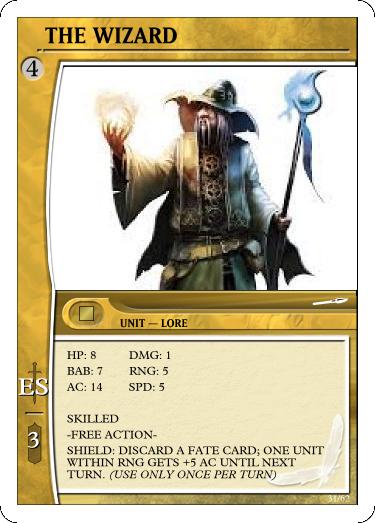 THE WIZARD
4
UNIT — LORE
HP: 8 DMG: 1
BAB: 7 RNG: 5
AC: 14 SPD: 5
ES
3
SKILLED
-FREE ACTION-
SHIELD: DISCARD A FATE CARD; ONE UNIT
WITHIN RNG GETS +5 AC UNTIL NEXT
TURN. (USE ONLY ONCE PER TURN)
31/62